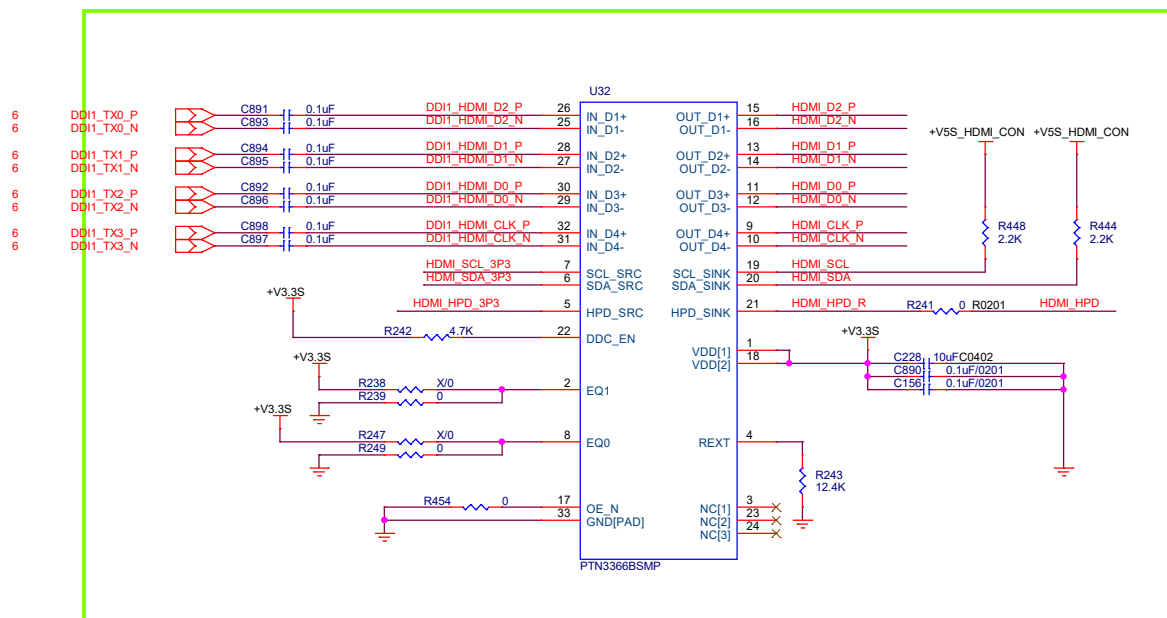 U32
6 DDI1_TX0_P C891 0.1uF DDI1_HDMI_D2_P 26 IN_D1+ OUT_D1+ 15 HDMI_D2_P
6 DDI1_TX0_N C893 0.1uF DDI1_HDMI_D2_N 25 IN_D1- OUT_D1- 16 HDMI_D2_N
+V5S_HDMI_CON +V5S_HDMI_CON
6 DDI1_TX1_P C894 0.1uF DDI1_HDMI_D1_P 28 IN_D2+ OUT_D2+ 13 HDMI_D1_P
6 DDI1_TX1_N C895 0.1uF DDI1_HDMI_D1_N 27 IN_D2- OUT_D2- 14 HDMI_D1_N
6 DDI1_TX2_P C892 0.1uF DDI1_HDMI_D0_P 30 IN_D3+ OUT_D3+ 11 HDMI_D0_P
6 DDI1_TX2_N C896 0.1uF DDI1_HDMI_D0_N 29 IN_D3- OUT_D3- 12 HDMI_D0_N
6 DDI1_TX3_P C898 0.1uF DDI1_HDMI_CLK_P 32 IN_D4+ OUT_D4+ 9 HDMI_CLK_P R448 R444
6 DDI1_TX3_N C897 0.1uF DDI1_HDMI_CLK_N 31 IN_D4- OUT_D4- 10 HDMI_CLK_N 2.2K 2.2K
HDMI_SCL_3P3 7 SCL_SRC SCL_SINK 19 HDMI_SCL
HDMI_SDA_3P3 6 SDA_SRC SDA_SINK 20 HDMI_SDA
+V3.3S
HDMI_HPD_3P3 5 HPD_SRC HPD_SINK 21 HDMI_HPD_R R241 0 R0201 HDMI_HPD
R242 4.7K 22 DDC_EN +V3.3S
VDD[1] 1
+V3.3S VDD[2] 18 C228 10uF C0402
C890 0.1uF/0201
R238 X/0 2 EQ1 C156 0.1uF/0201
R239 0
+V3.3S
R247 X/0 8 EQ0 REXT 4
R249 0
R243
12.4K
R454 0 17 OE_N NC[1] 3
33 GND[PAD] NC[2] 23
NC[3] 24
PTN3366BSMP